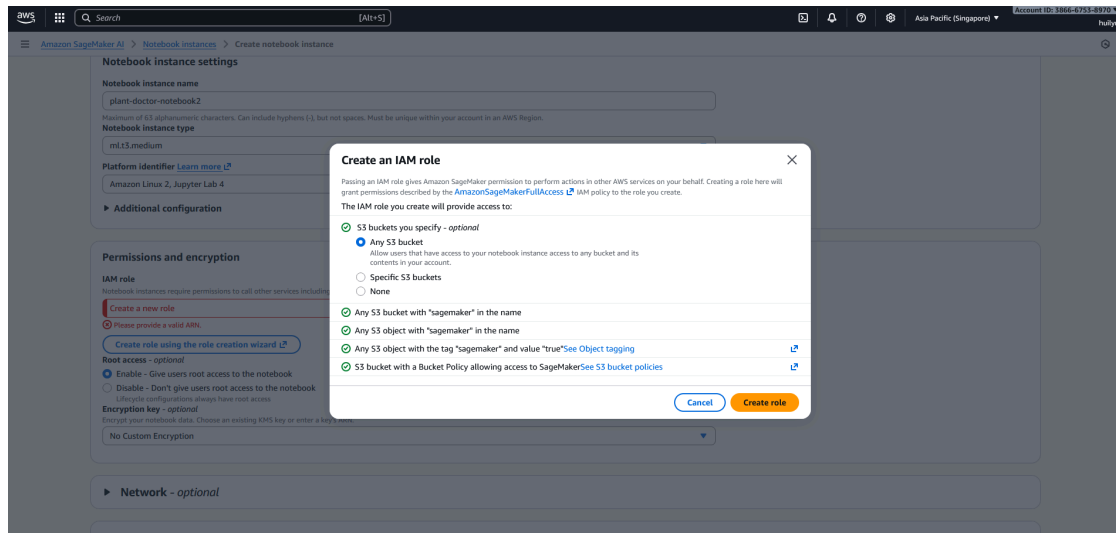 aws
Search
[Alt+S]
Asia Pacific (Singapore)
Account ID: 3866-6753-8970
Amazon SageMaker AI > Notebook instances > Create notebook instance
Notebook instance settings
Notebook instance name
plant-doctor-notebook2
Maximum of 63 alphanumeric characters. Can include hyphens (-), but not spaces. Must be unique within your account in an AWS Region.
Notebook instance type
ml.t3.medium
Platform identifier Learn more
Amazon Linux 2, Jupyter Lab 4
Additional configuration
Permissions and encryption
IAM role
Notebook instances require permissions to call other services including
Create a new role
Please provide a valid ARN.
Create role using the role creation wizard
Root access - optional
Enable - Give users root access to the notebook
Disable - Don't give users root access to the notebook
Lifecycle configurations always have root access
Encryption key - optional
Encrypt your notebook data. Choose an existing KMS key or enter a key's ARN.
No Custom Encryption
Network - optional
Create an IAM role
Passing an IAM role gives Amazon SageMaker permission to perform actions in other AWS services on your behalf. Creating a role here will
grant permissions described by the AmazonSageMakerFullAccess IAM policy to the role you create.
The IAM role you create will provide access to:
S3 buckets you specify - optional
Any S3 bucket
Allow users that have access to your notebook instance access to any bucket and its
contents in your account.
Specific S3 buckets
None
Any S3 bucket with "sagemaker" in the name
Any S3 object with "sagemaker" in the name
Any S3 object with the tag "sagemaker" and value "true"See Object tagging
S3 bucket with a Bucket Policy allowing access to SageMakerSee S3 bucket policies
Cancel
Create role